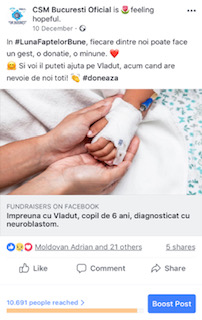 CSM Bucuresti Oficial is 🌷 feeling
hopeful.
10 December ·
In #LunaFaptelorBune, fiecare dintre noi poate face
un gest, o donatie, o minune. ❤️
🤗 Si voi il puteti ajuta pe Vladut, acum cand are
nevoie de noi toti! 👏 #doneaza
FUNDRAISERS ON FACEBOOK
Impreuna cu Vladut, copil de 6 ani, diagnosticat cu
neuroblastom.
Moldovan Adrian and 21 others 5 shares
Like Comment Share
10.691 people reached >
Boost Post